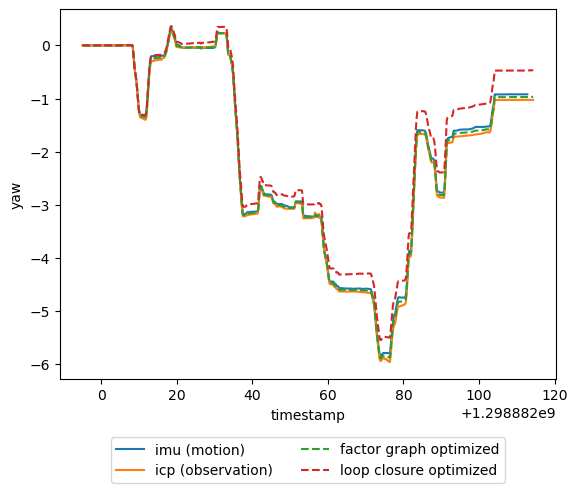 0
−1
−2
−3
−4
−5
−6
yaw
0 20 40 60 80 100 120
timestamp
+1.298882e9
imu (motion) factor graph optimized
icp (observation) loop closure optimized